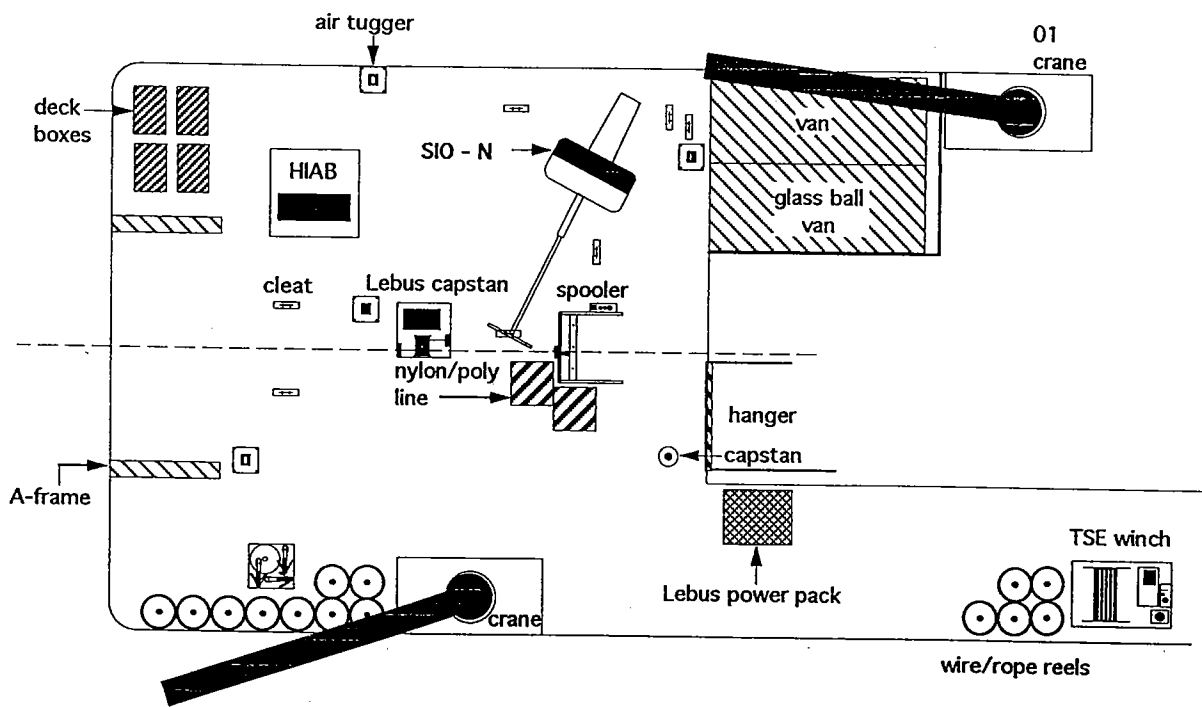 air tugger
O1
crane
deck
boxes
van
SIO - N
HIAB
glass ball
van
cleat
Lebus capstan
spooler
nylon/poly
line
hanger
capstan
A-frame
TSE winch
Lebus power pack
crane
wire/rope reels